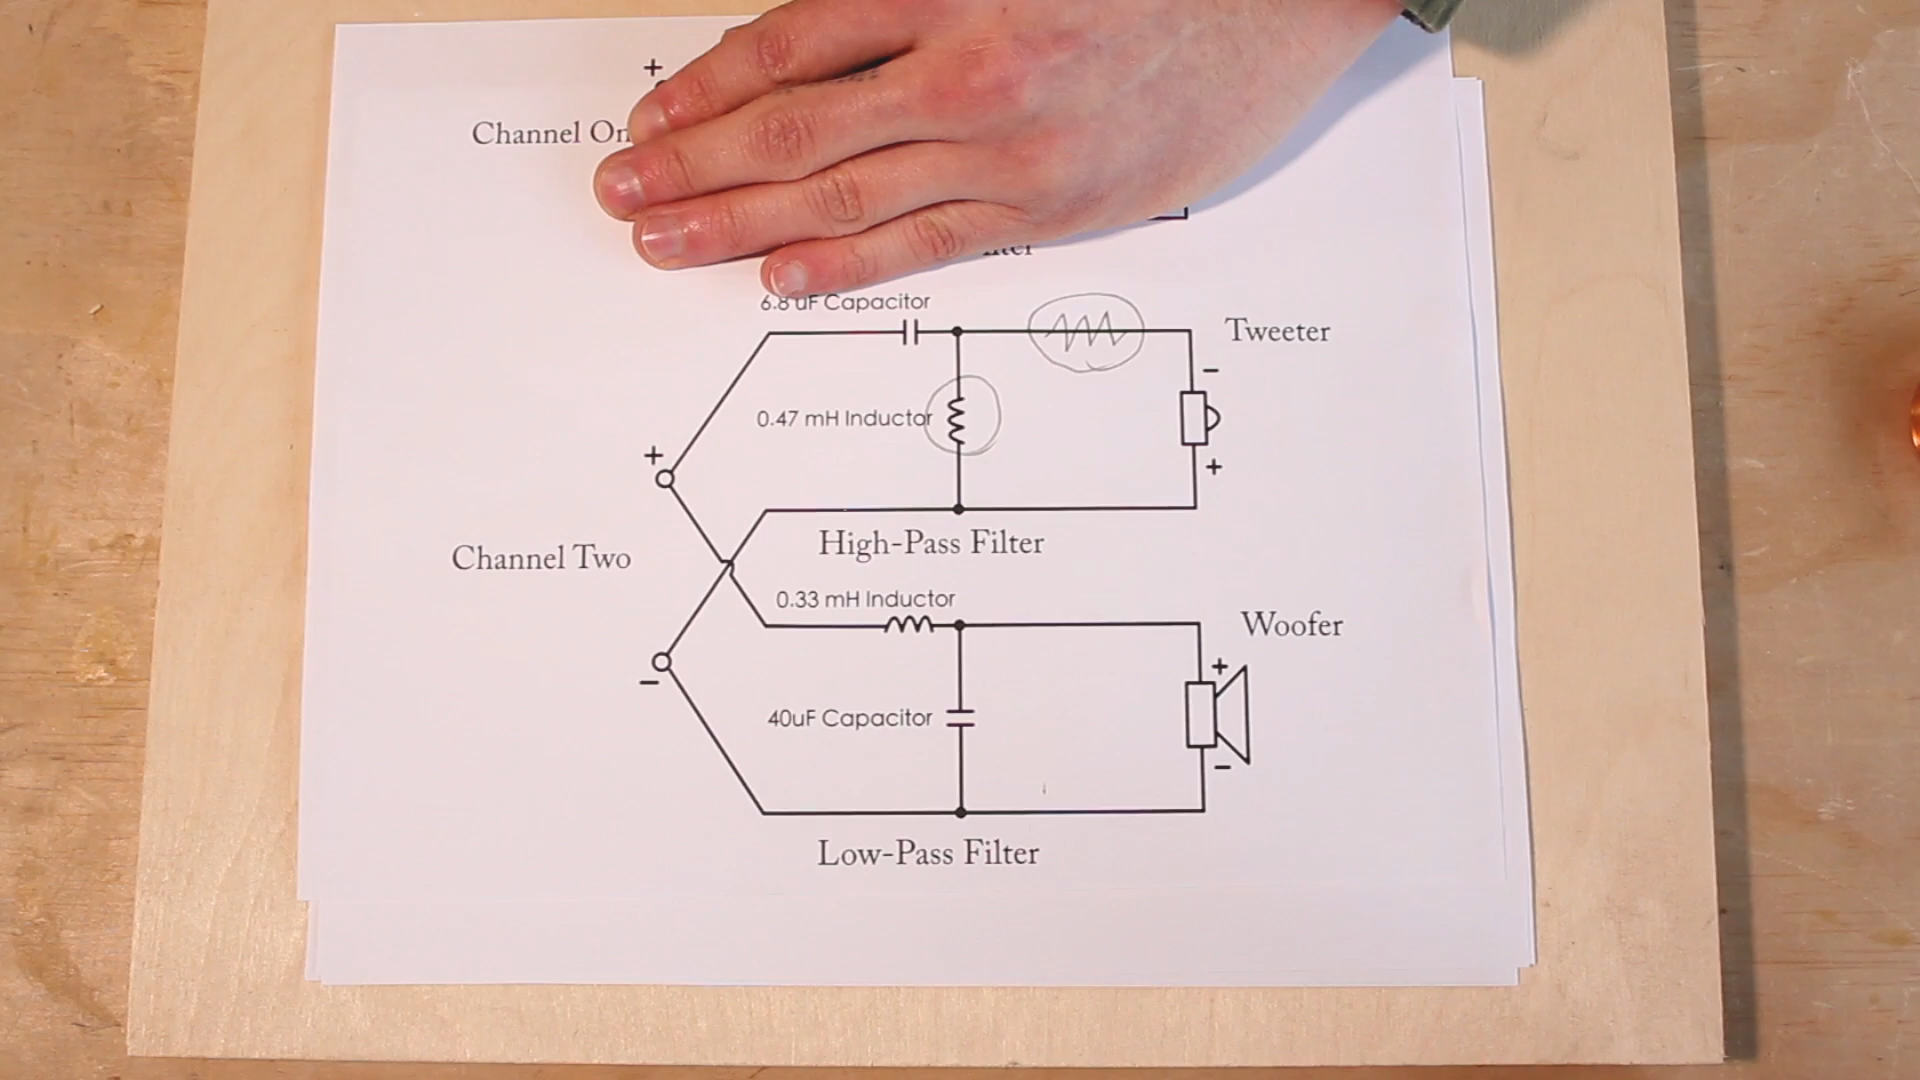 +
Channel
6.8 uF Capacitor
Tweeter
−
0.47 mH Inductor
+
+
High-Pass Filter
Channel Two
0.33 mH Inductor
Woofer
+
−
40uF Capacitor
−
Low-Pass Filter